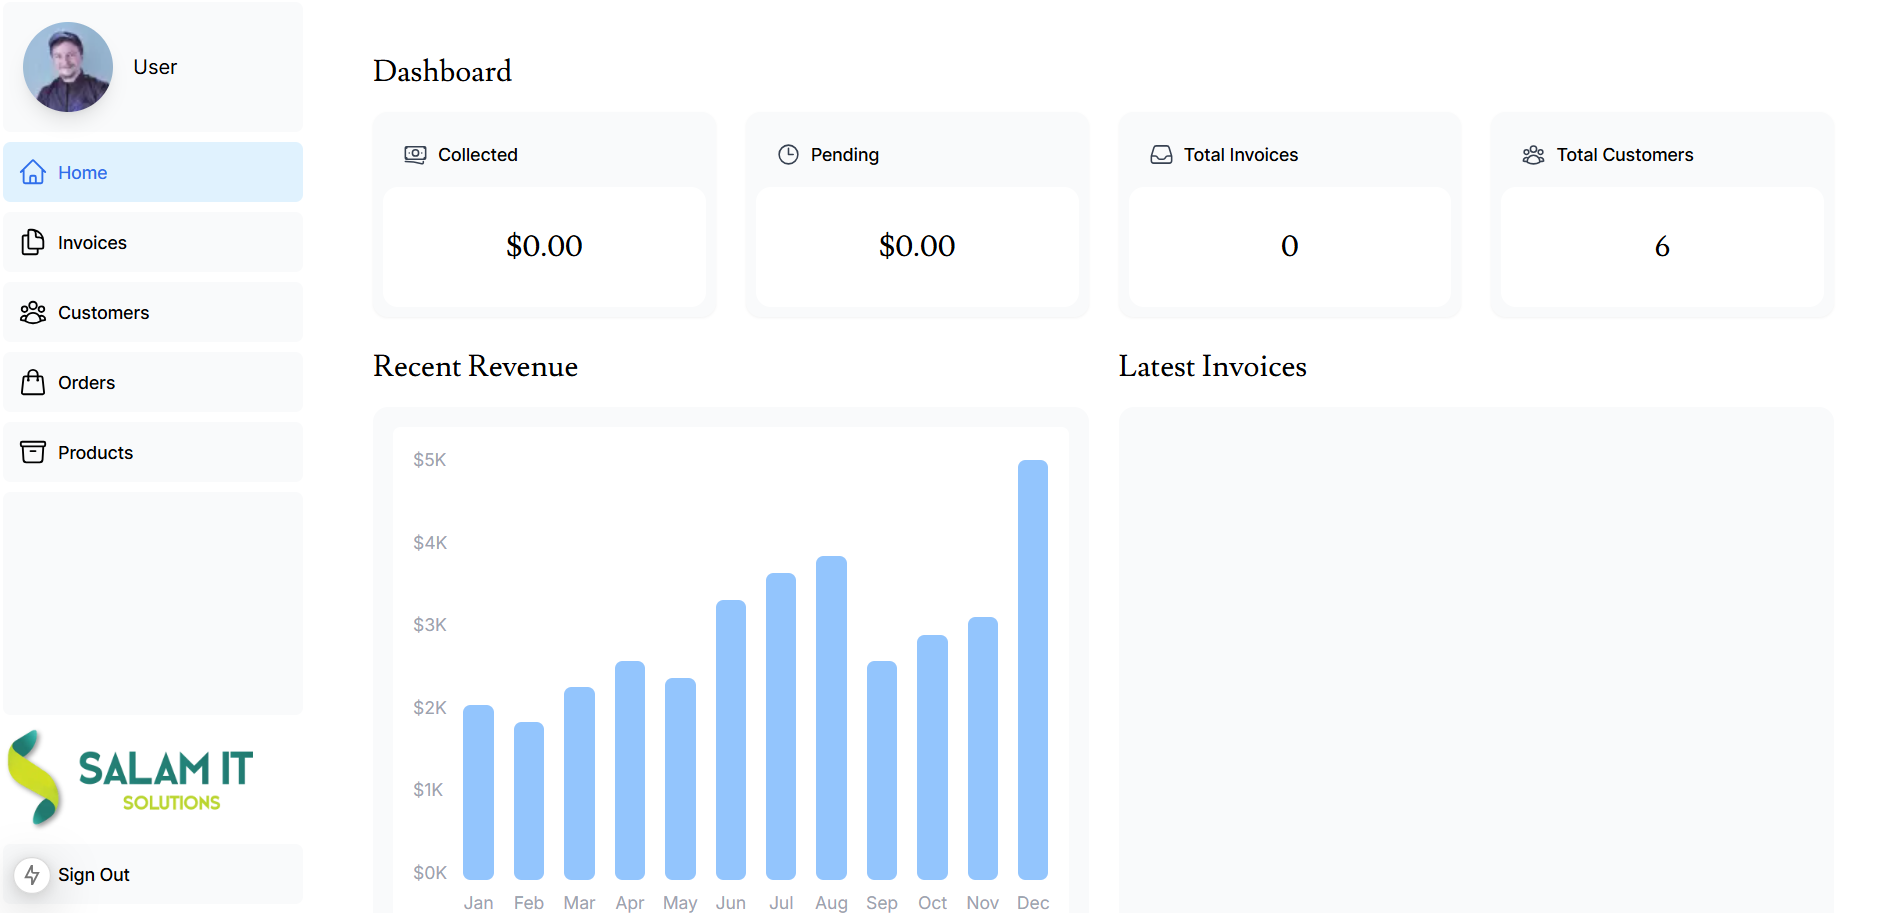 User
Home
Invoices
Customers
Orders
Products
SALAM IT
SOLUTIONS
Sign Out
Dashboard
Collected
$0.00
Pending
$0.00
Total Invoices
0
Total Customers
6
Recent Revenue
$5K
$4K
$3K
$2K
$1K
$0K
Jan Feb Mar Apr May Jun Jul Aug Sep Oct Nov Dec
Latest Invoices